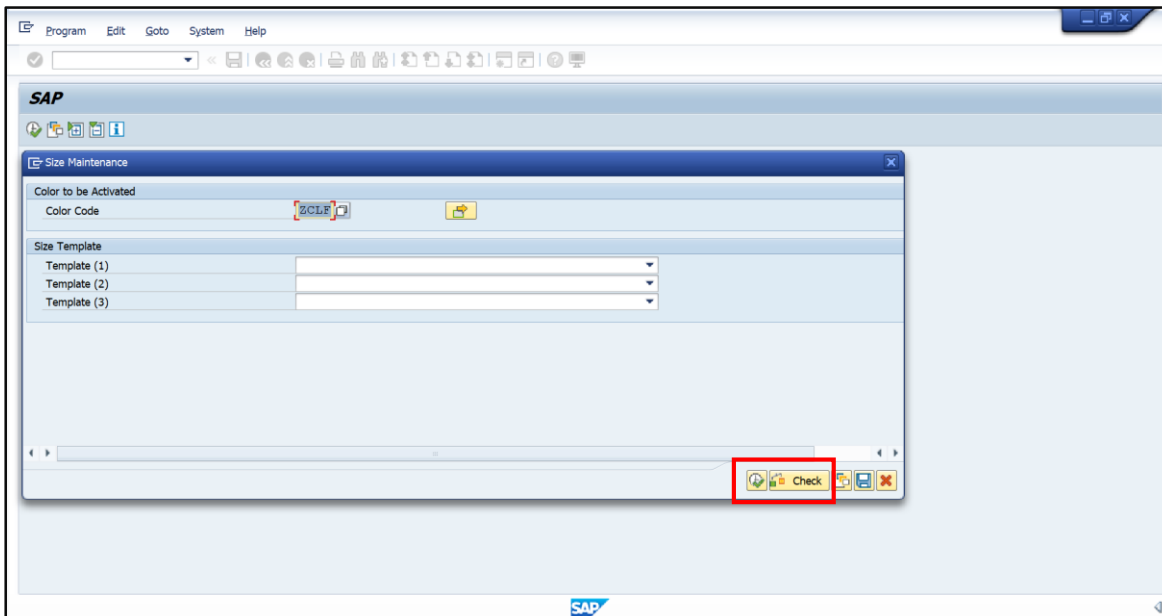 Program Edit Goto System Help
SAP
Size Maintenance
Color to be Activated
Color Code ZCLF
Size Template
Template (1)
Template (2)
Template (3)
Check
SAP